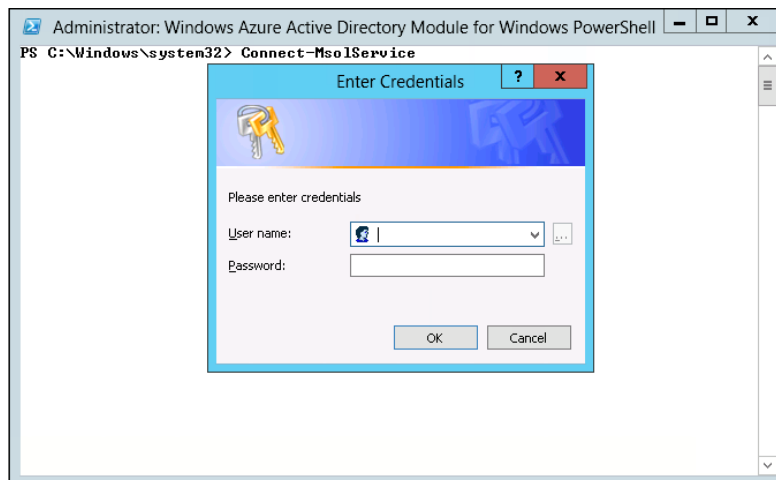 Administrator: Windows Azure Active Directory Module for Windows PowerShell
PS C:\Windows\system32> Connect-MsolService
Enter Credentials
?
x
Please enter credentials
User name:
...
Password:
OK
Cancel